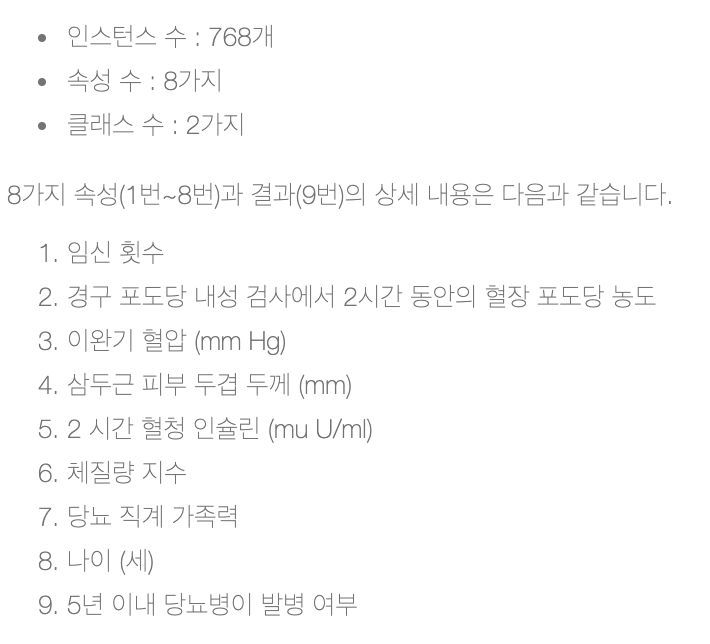 • 인스턴스 수 : 768개
• 속성 수 : 8가지
• 클래스 수 : 2가지
8가지 속성(1번~8번)과 결과(9번)의 상세 내용은 다음과 같습니다.
1. 임신 횟수
2. 경구 포도당 내성 검사에서 2시간 동안의 혈장 포도당 농도
3. 이완기 혈압 (mm Hg)
4. 삼두근 피부 두겹 두께 (mm)
5. 2 시간 혈청 인슐린 (mu U/ml)
6. 체질량 지수
7. 당뇨 직계 가족력
8. 나이 (세)
9. 5년 이내 당뇨병이 발병 여부